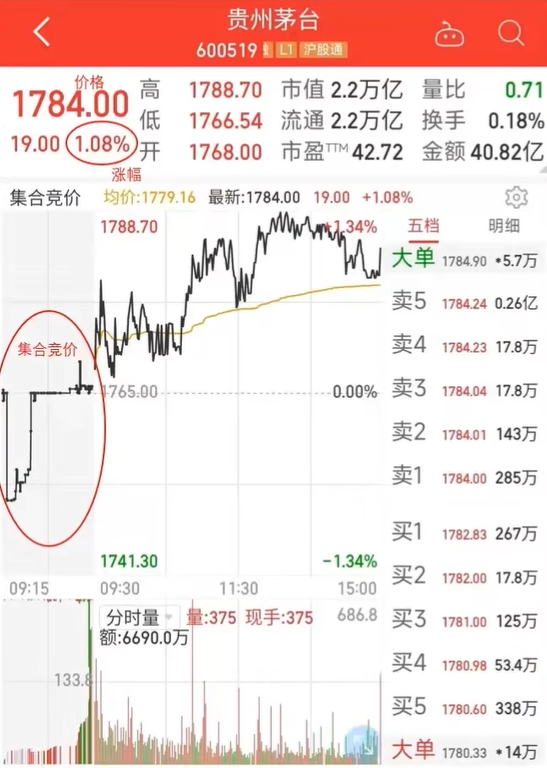 贵州茅台
600519 L1 沪股通
价格
1784.00
19.00 1.08%
涨幅
高 1788.70 市值 2.2万亿 量比 0.71
低 1766.54 流通 2.2万亿 换手 0.18%
开 1768.00 市盈TTM 42.72 金额 40.82亿
集合竞价 均价:1779.16 最新:1784.00 19.00 +1.08%
1788.70 +1.34%
集合竞价
1765.00 0.00%
1741.30 -1.34%
09:15 09:30 11:30 15:00
分时量 量:375 现手:375 686.8
额:6690.0万
133.8
五档 明细
大单 1784.90 *5.7万
卖5 1784.24 0.26亿
卖4 1784.23 17.8万
卖3 1784.04 17.8万
卖2 1784.01 143万
卖1 1784.00 285万
买1 1782.83 267万
买2 1782.00 17.8万
买3 1781.00 125万
买4 1780.98 53.4万
买5 1780.60 338万
大单 1780.33 *14万